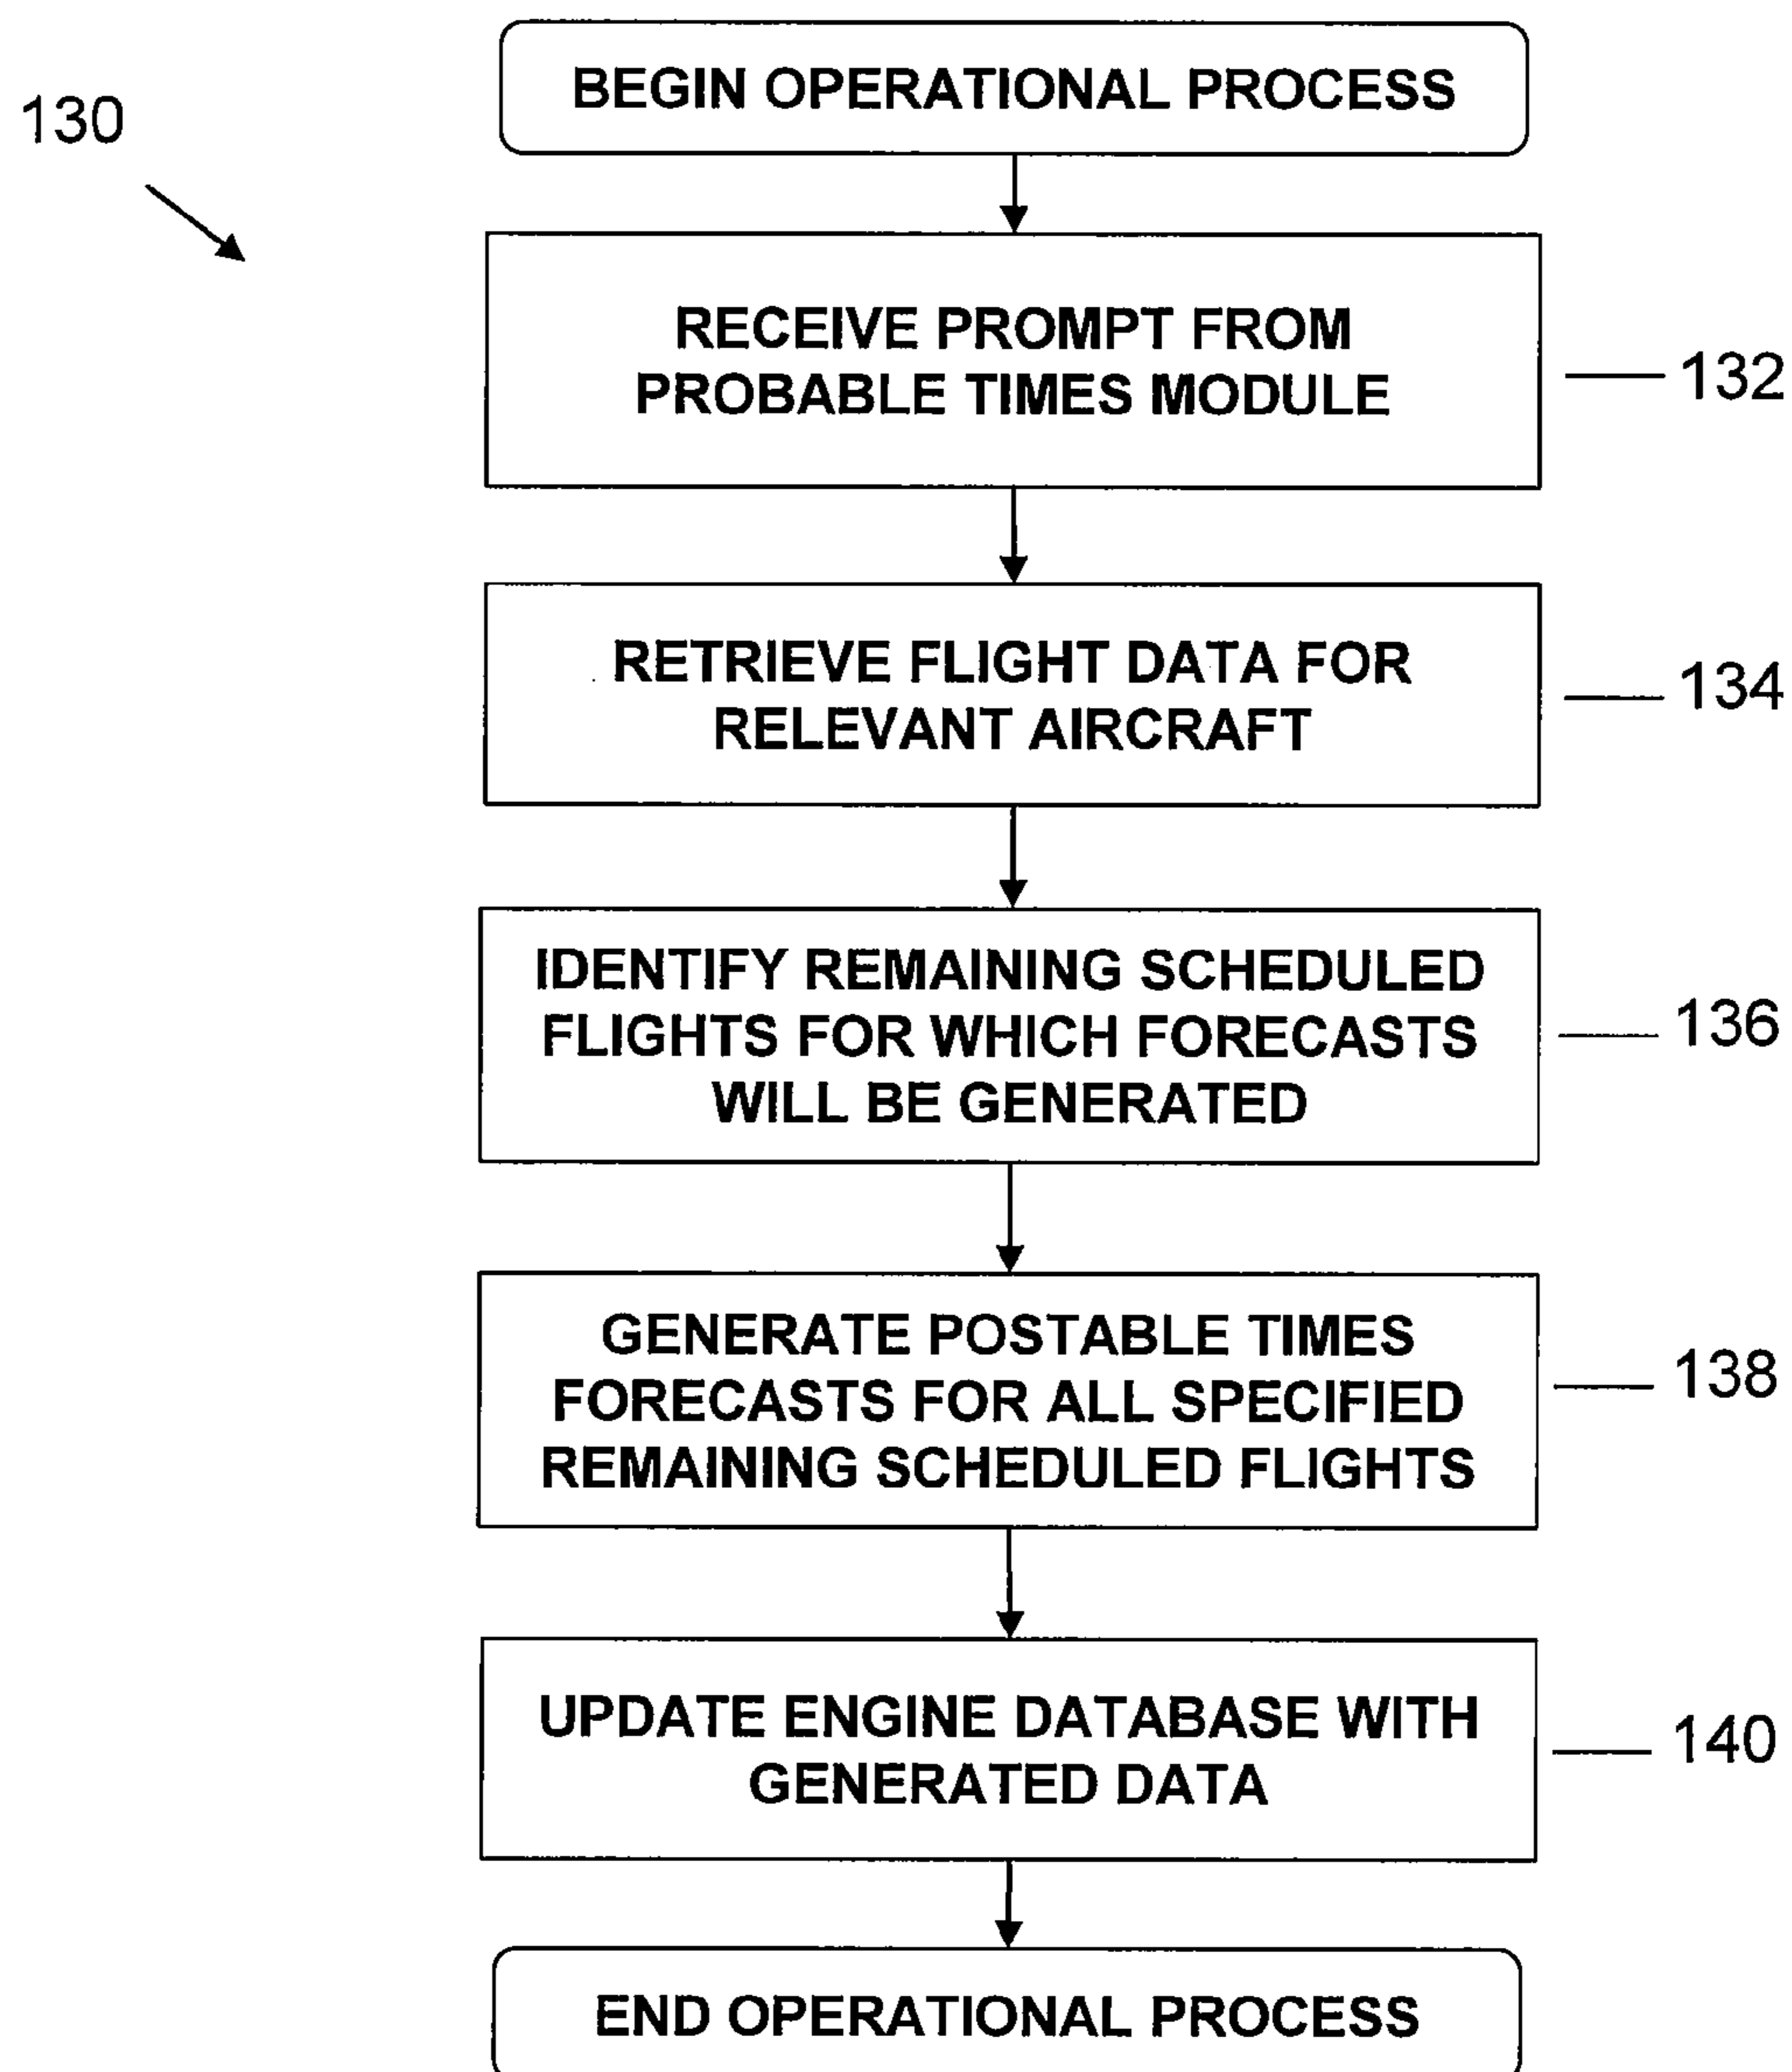 BEGIN OPERATIONAL PROCESS
130
RECEIVE PROMPT FROM
PROBABLE TIMES MODULE
132
RETRIEVE FLIGHT DATA FOR
RELEVANT AIRCRAFT
134
IDENTIFY REMAINING SCHEDULED
FLIGHTS FOR WHICH FORECASTS
WILL BE GENERATED
136
GENERATE POSTABLE TIMES
FORECASTS FOR ALL SPECIFIED
REMAINING SCHEDULED FLIGHTS
138
UPDATE ENGINE DATABASE WITH
GENERATED DATA
140
END OPERATIONAL PROCESS